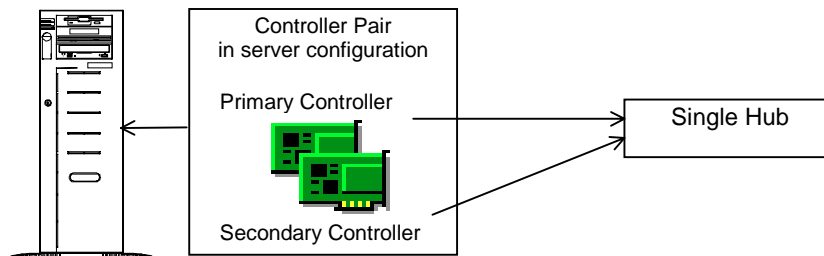 Controller Pair
in server configuration
Primary Controller
Single Hub
Secondary Controller